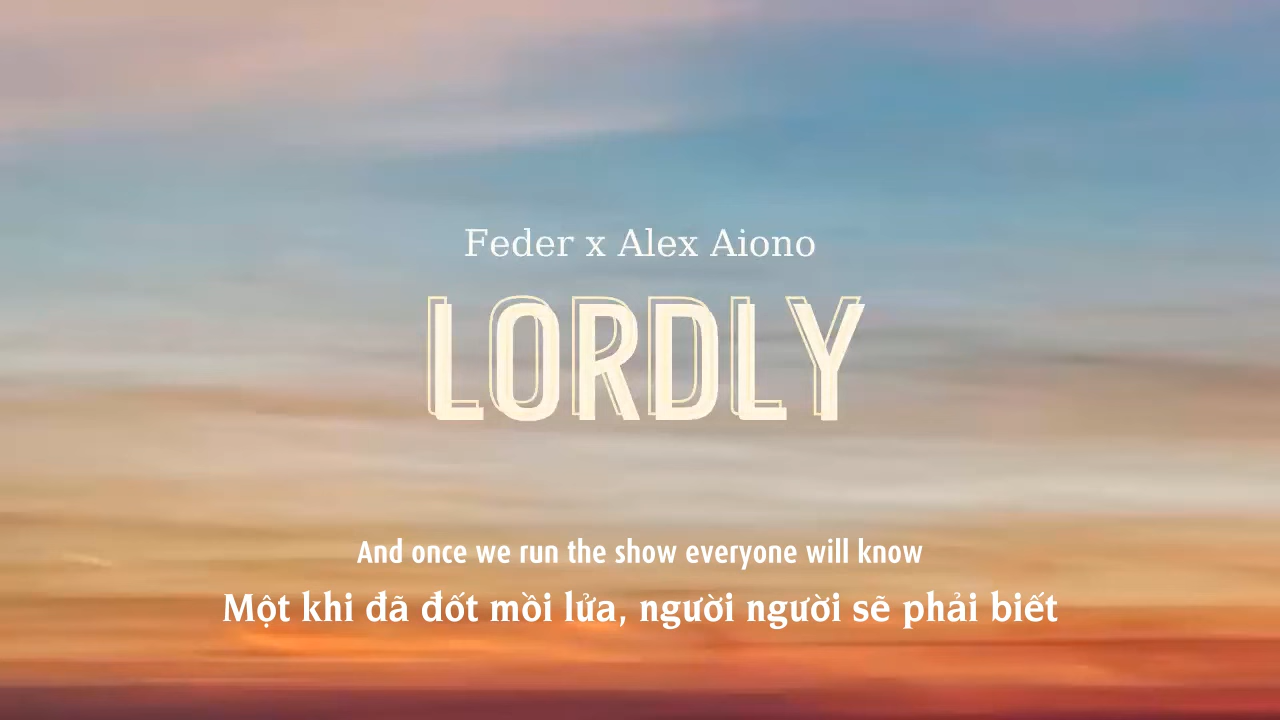 Feder x Alex Aiono
LORDLY
And once we run the show everyone will know
Một khi đã đốt mồi lửa, người người sẽ phải biết